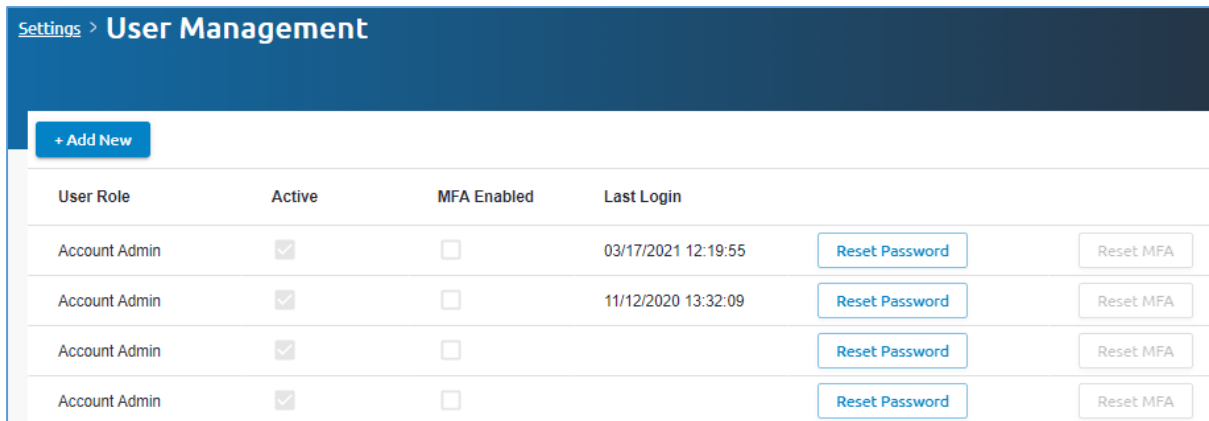 Settings > User Management
+ Add New
User Role Active MFA Enabled Last Login
Account Admin 03/17/2021 12:19:55 Reset Password Reset MFA
Account Admin 11/12/2020 13:32:09 Reset Password Reset MFA
Account Admin Reset Password Reset MFA
Account Admin Reset Password Reset MFA